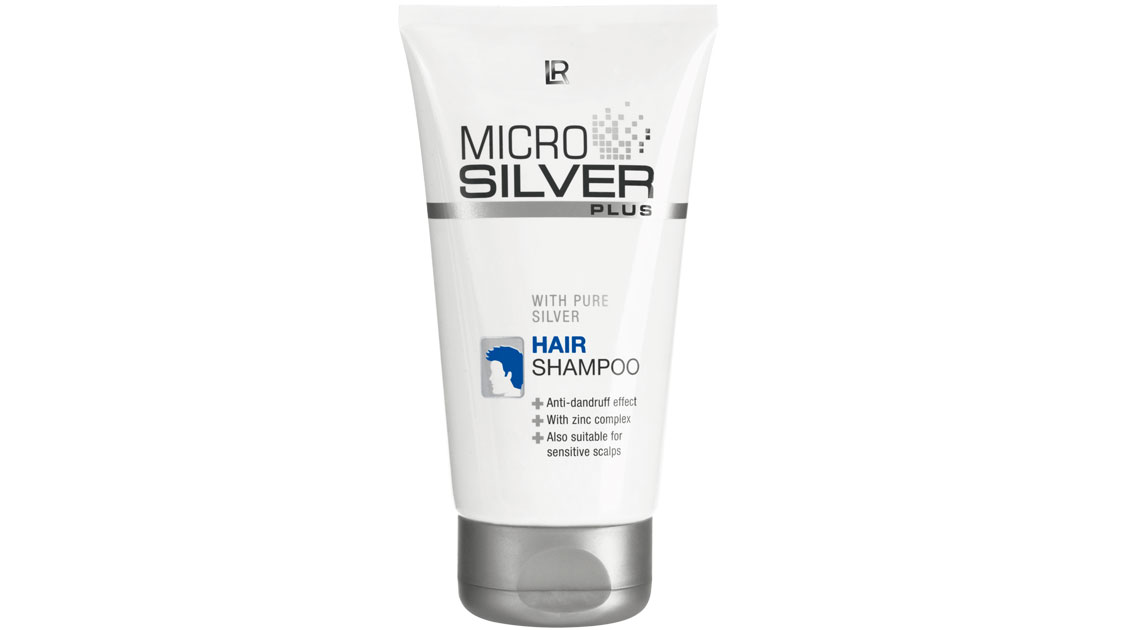 LR
MICRO
SILVER
PLUS
WITH PURE
SILVER
HAIR
SHAMPOO
Anti-dandruff effect
With zinc complex
Also suitable for
sensitive scalps